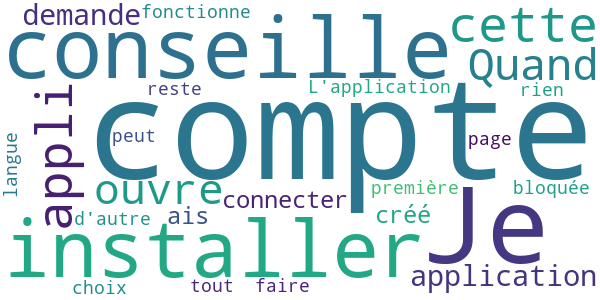 demande fonctionne
conseille cette
Quand
reste L'application rien
compte
appli
langue
peut page
ouvre connecter première bloquée
d'autre ais créé Je
installer
application
choix tout faire